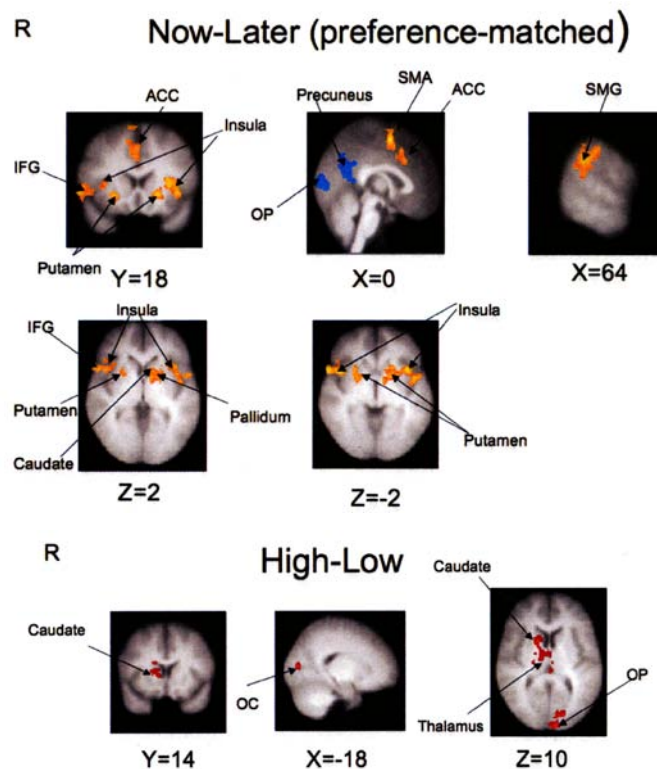 R
Now-Later (preference-matched)
ACC
Insula
IFG
Putamen
Y=18
Precuneus
SMA
ACC
OP
X=0
SMG
X=64
Insula
IFG
Putamen
Pallidum
Caudate
Z=2
Insula
Putamen
Z=-2
R
High-Low
Caudate
Y=14
OC
X=-18
Caudate
OP
Thalamus
Z=10